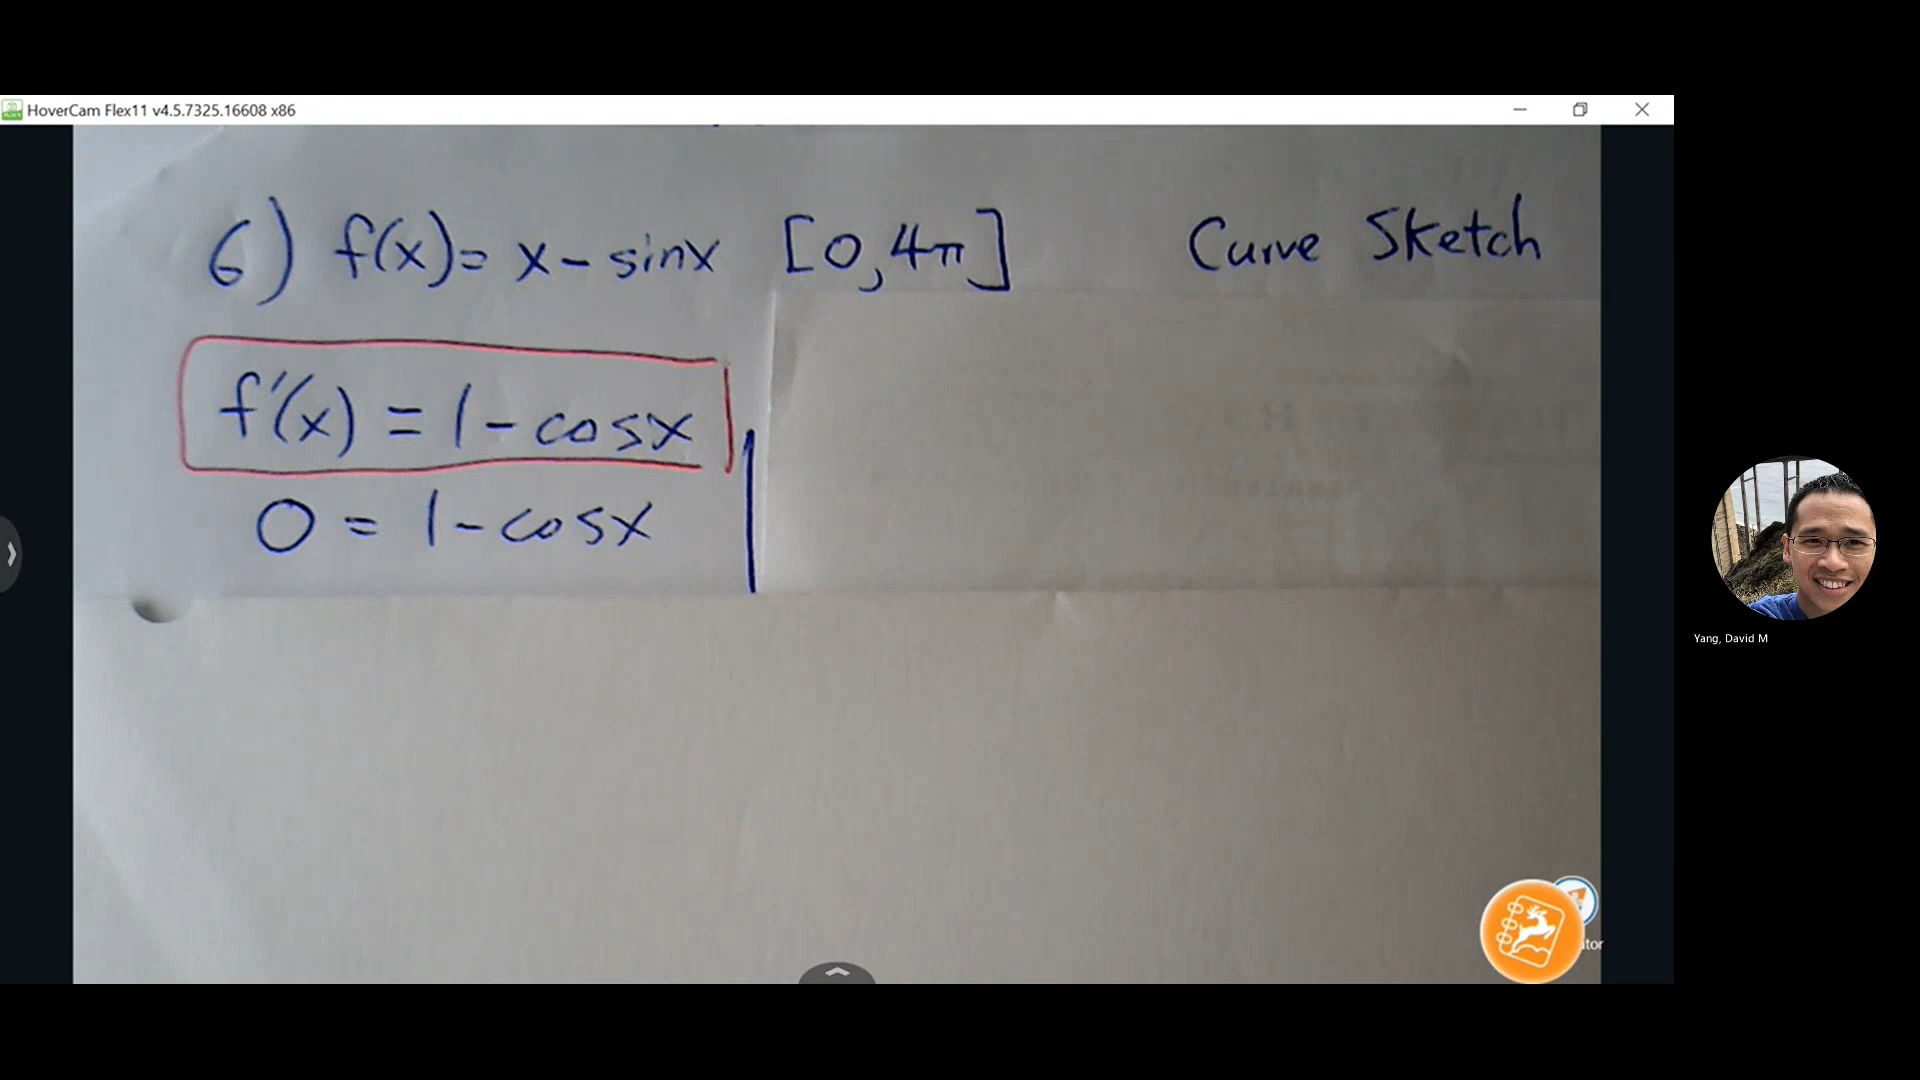 HoverCam Flex11 v4.5.7325.16608 x86
6) f(x)= x - sinx [0,4π] Curve Sketch
f'(x) = 1 - cosx
0 = 1 - cosx
Yang, David M